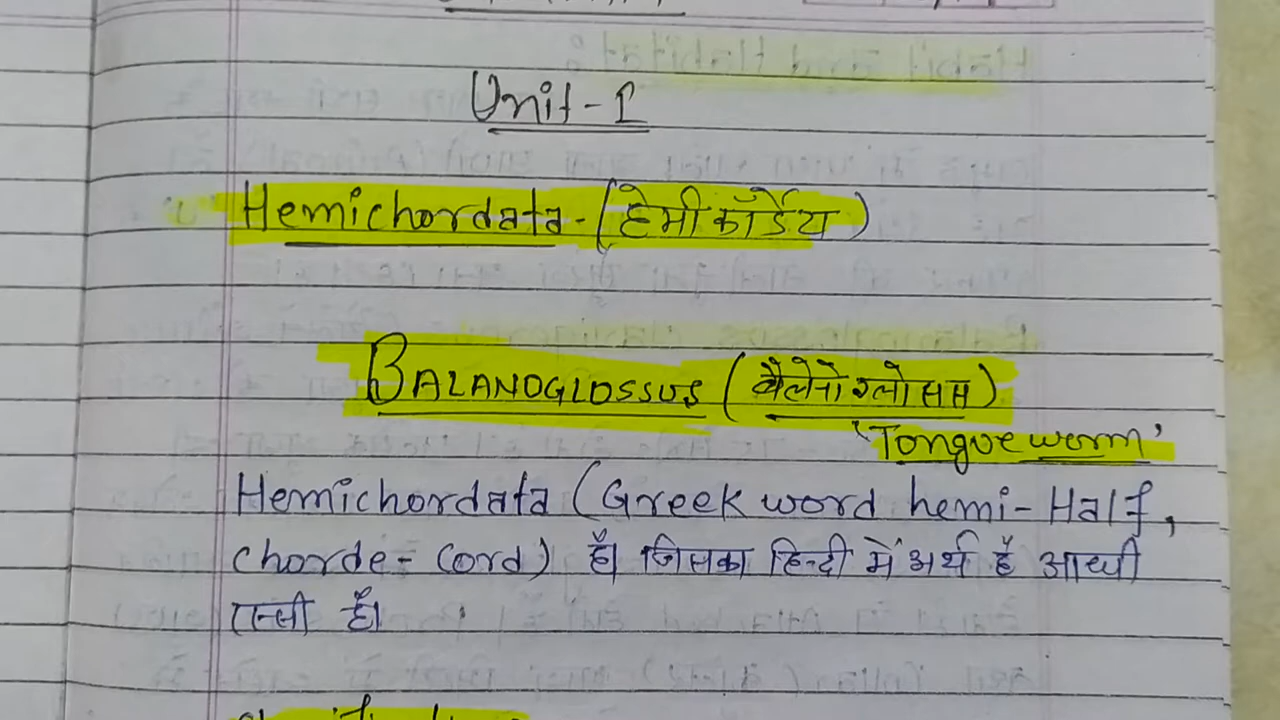 Unit-I
Hemichordata-(हेमीकॉर्डेय)
BALANOGLOSSUS (बैलेनोग्लोसस)
'Tongue worm'
Hemichordata (Greek word hemi-Half,
chorde-Cord) है। जिसका हिन्दी में अर्थ है आधी
रस्सी है।